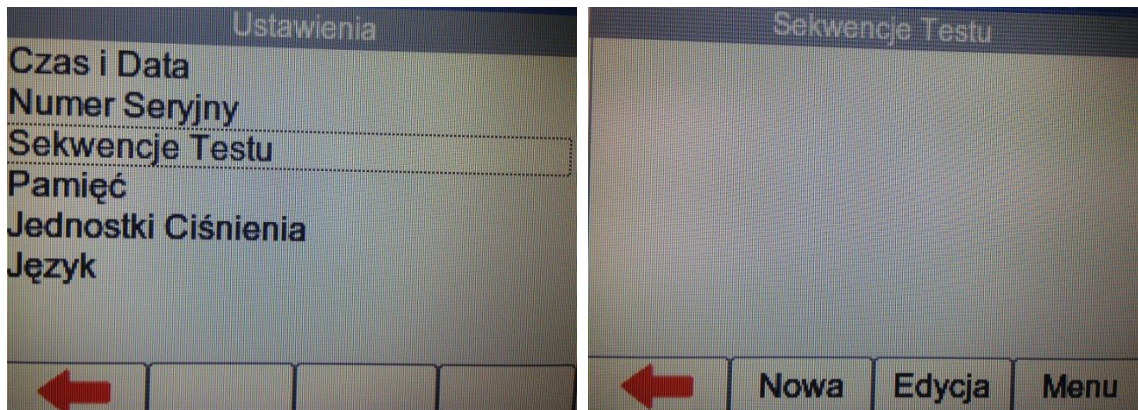 Ustawienia
Czas i Data
Numer Seryjny
Sekwencje Testu
Pamięć
Jednostki Ciśnienia
Język
Sekwencje Testu
Nowa Edycja Menu